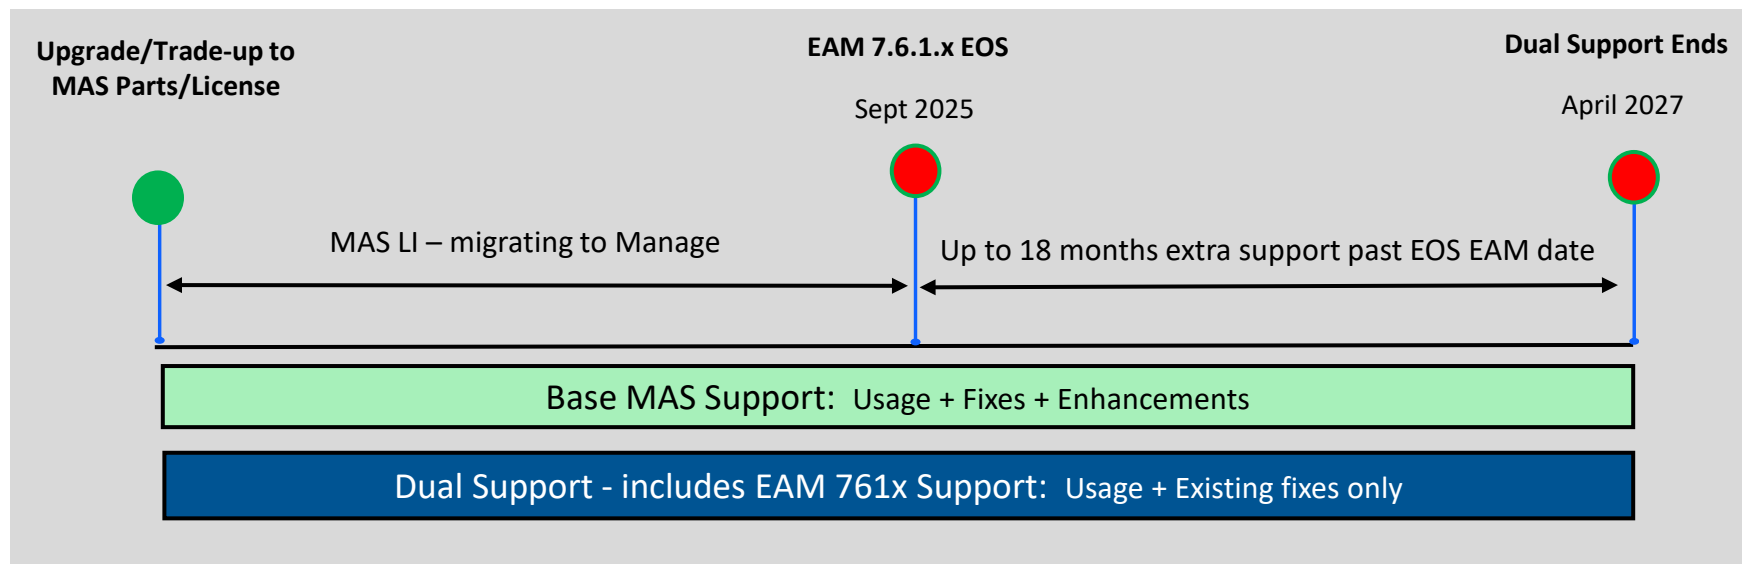 Upgrade/Trade-up to
MAS Parts/License
EAM 7.6.1.x EOS
Sept 2025
Dual Support Ends
April 2027
MAS LI – migrating to Manage
Up to 18 months extra support past EOS EAM date
Base MAS Support: Usage + Fixes + Enhancements
Dual Support - includes EAM 761x Support: Usage + Existing fixes only